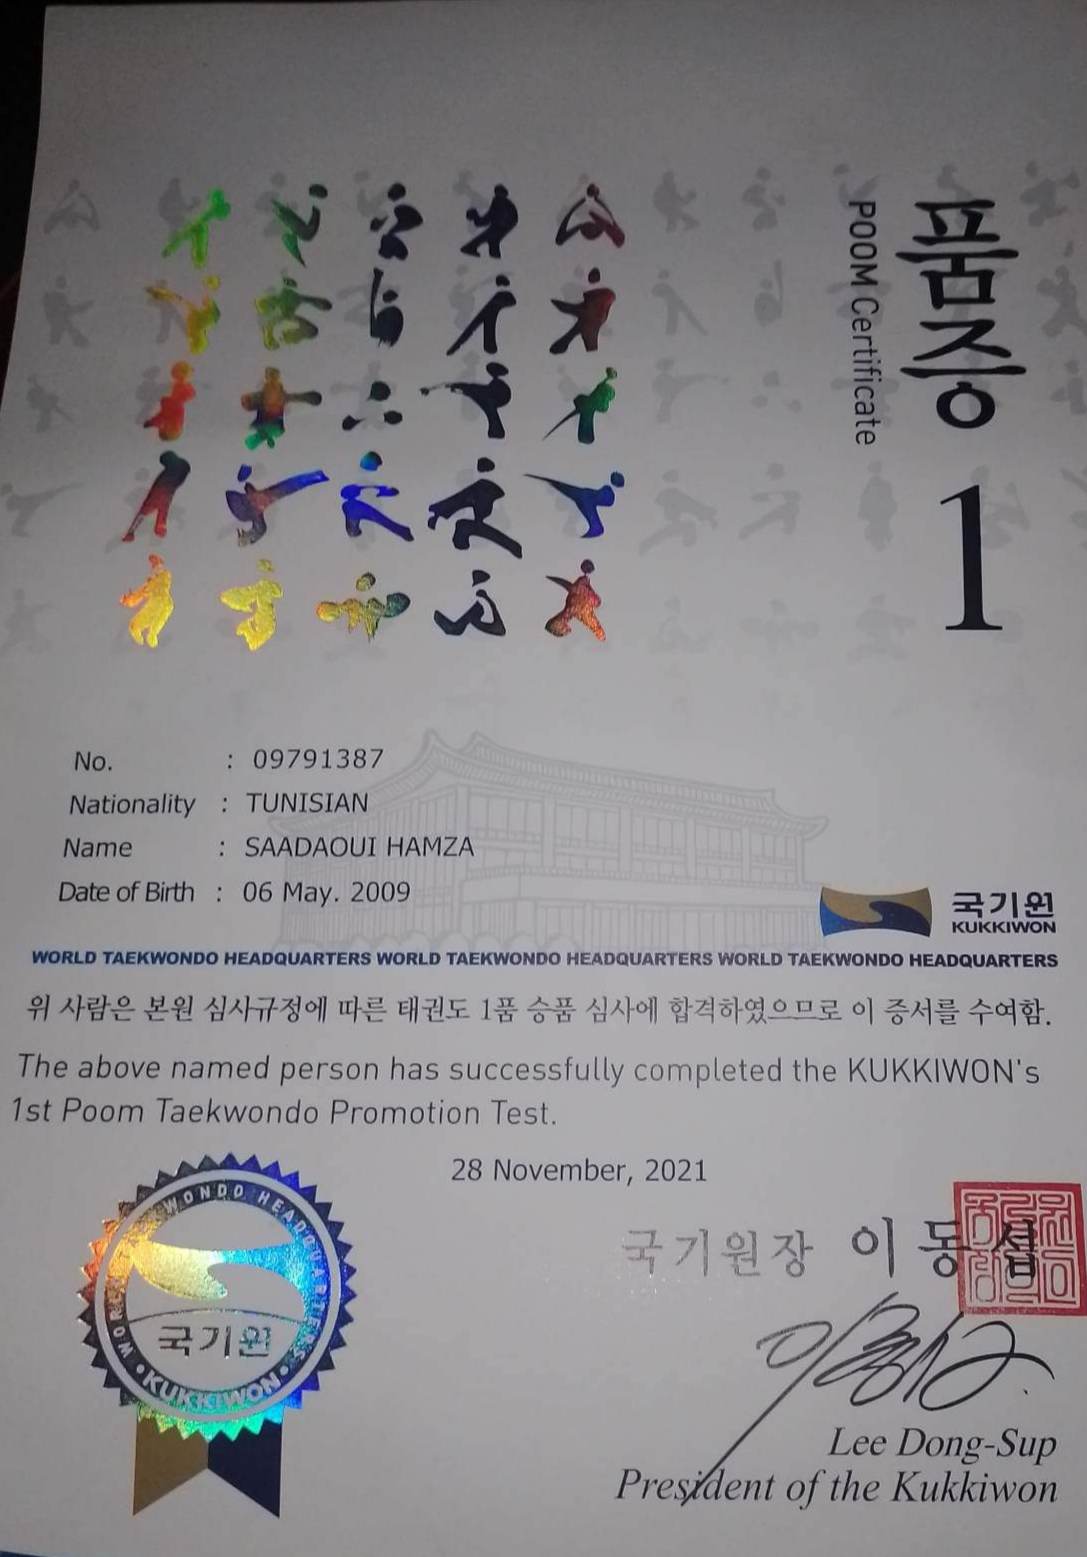 품증
POOM Certificate
1
No. : 09791387
Nationality : TUNISIAN
Name : SAADAOUI HAMZA
Date of Birth : 06 May. 2009
국기원
KUKKIWON
WORLD TAEKWONDO HEADQUARTERS WORLD TAEKWONDO HEADQUARTERS WORLD TAEKWONDO HEADQUARTERS
위 사람은 본원 심사규정에 따른 태권도 1품 승품 심사에 합격하였으므로 이 증서를 수여함.
The above named person has successfully completed the KUKKIWON's
1st Poom Taekwondo Promotion Test.
28 November, 2021
WORLD TAEKWONDO HEADQUARTERS
국기원
KUKKIWON
국기원장 이동섭
Lee Dong-Sup
President of the Kukkiwon